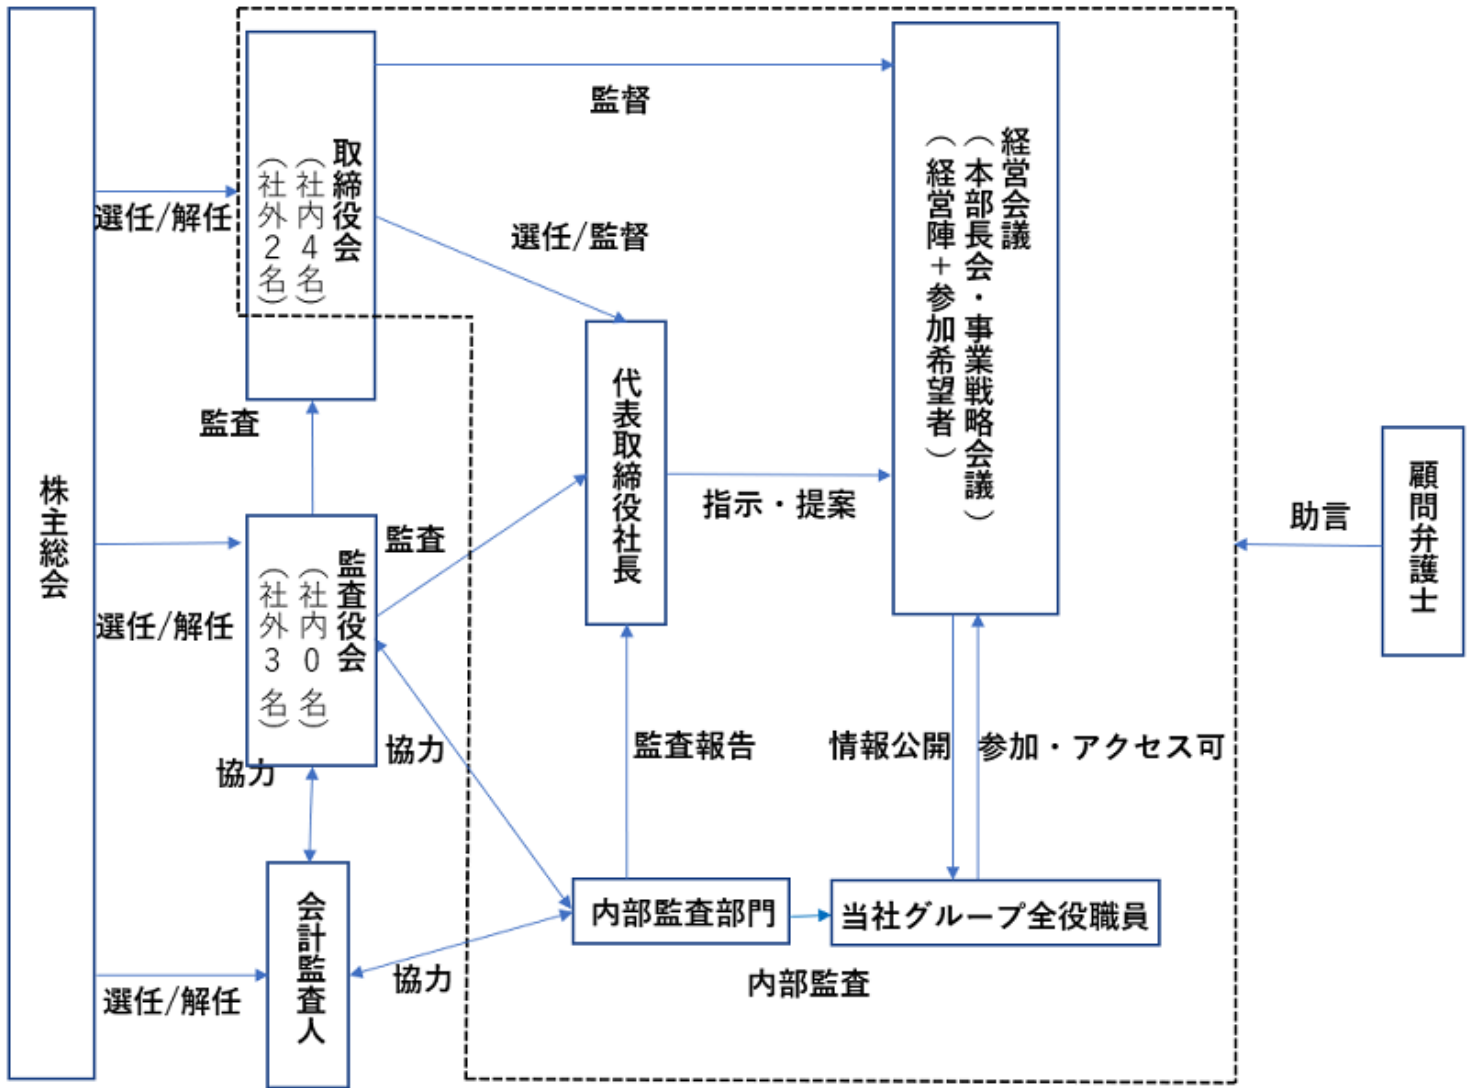 株主総会
選任/解任
選任/解任
選任/解任
取締役会
（社内４名）
（社外２名）
監査
監査役会
（社内０名）
（社外３名）
協力
会計監査人
監督
選任/監督
監査
協力
協力
代表取締役社長
指示・提案
監査報告
内部監査部門
内部監査
経営会議
（本部長会・事業戦略会議）
（経営陣＋参加希望者）
情報公開
参加・アクセス可
当社グループ全役職員
助言
顧問弁護士